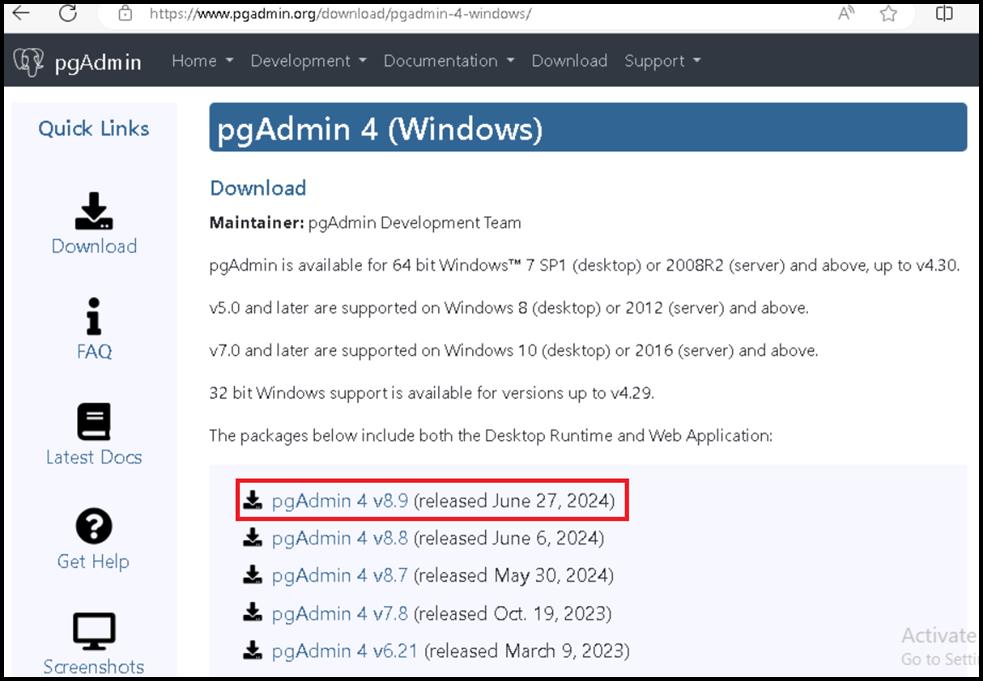 https://www.pgadmin.org/download/pgadmin-4-windows/
pgAdmin
Home
Development
Documentation
Download
Support
Quick Links
Download
FAQ
Latest Docs
Get Help
Screenshots
pgAdmin 4 (Windows)
Download
Maintainer: pgAdmin Development Team
pgAdmin is available for 64 bit Windows™ 7 SP1 (desktop) or 2008R2 (server) and above, up to v4.30.
v5.0 and later are supported on Windows 8 (desktop) or 2012 (server) and above.
v7.0 and later are supported on Windows 10 (desktop) or 2016 (server) and above.
32 bit Windows support is available for versions up to v4.29.
The packages below include both the Desktop Runtime and Web Application:
pgAdmin 4 v8.9 (released June 27, 2024)
pgAdmin 4 v8.8 (released June 6, 2024)
pgAdmin 4 v8.7 (released May 30, 2024)
pgAdmin 4 v7.8 (released Oct. 19, 2023)
pgAdmin 4 v6.21 (released March 9, 2023)
Activate
Go to Setti